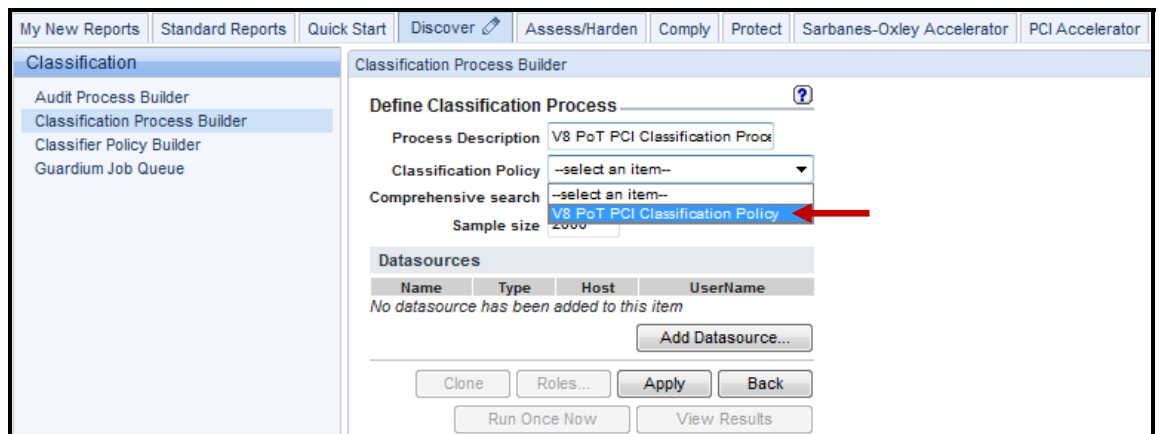 My New Reports Standard Reports Quick Start Discover Assess/Harden Comply Protect Sarbanes-Oxley Accelerator PCI Accelerator
Classification
Audit Process Builder
Classification Process Builder
Classifier Policy Builder
Guardium Job Queue
Classification Process Builder
Define Classification Process ?
Process Description V8 PoT PCI Classification Proce
Classification Policy --select an item--
--select an item--
V8 PoT PCI Classification Policy
Comprehensive search
Sample size 2000
Datasources
Name Type Host UserName
No datasource has been added to this item
Add Datasource...
Clone Roles... Apply Back
Run Once Now View Results